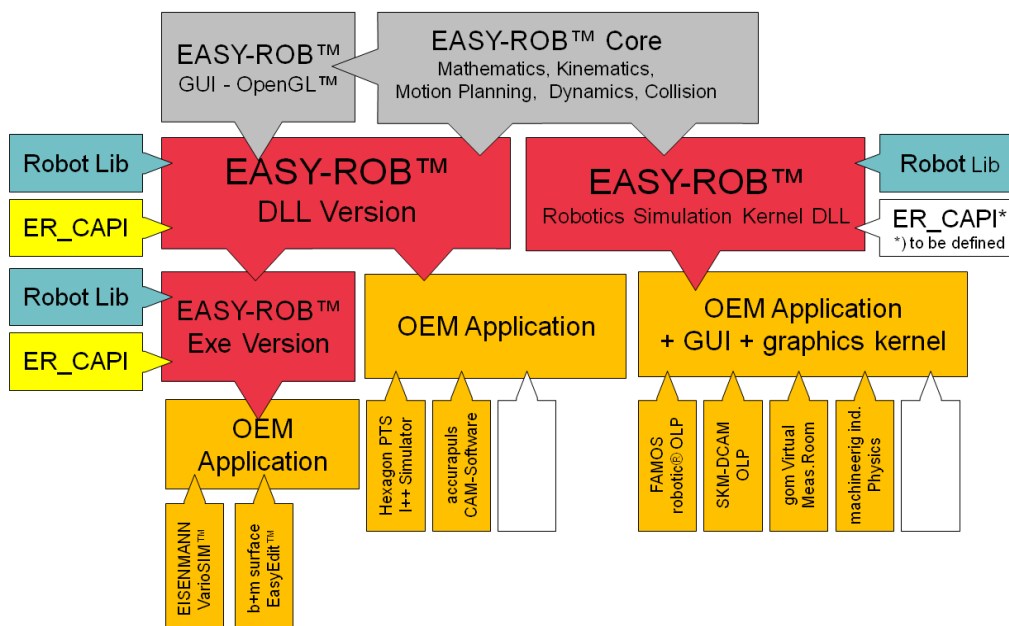 EASY-ROB™
GUI - OpenGL™
EASY-ROB™ Core
Mathematics, Kinematics,
Motion Planning, Dynamics, Collision
Robot Lib
ER_CAPI
EASY-ROB™
DLL Version
EASY-ROB™
Robotics Simulation Kernel DLL
Robot Lib
ER_CAPI*
*) to be defined
Robot Lib
ER_CAPI
EASY-ROB™
Exe Version
OEM Application
OEM Application
+ GUI + graphics kernel
OEM
Application
Hexagon PTS
I++ Simulator
accurapuls
CAM-Software
FAMOS
robotic® OLP
SKM-DCAM
OLP
gom Virtual
Meas.Room
machineerig ind.
Physics
EISENMANN
VarioSIM™
b+m surface
EasyEdit™